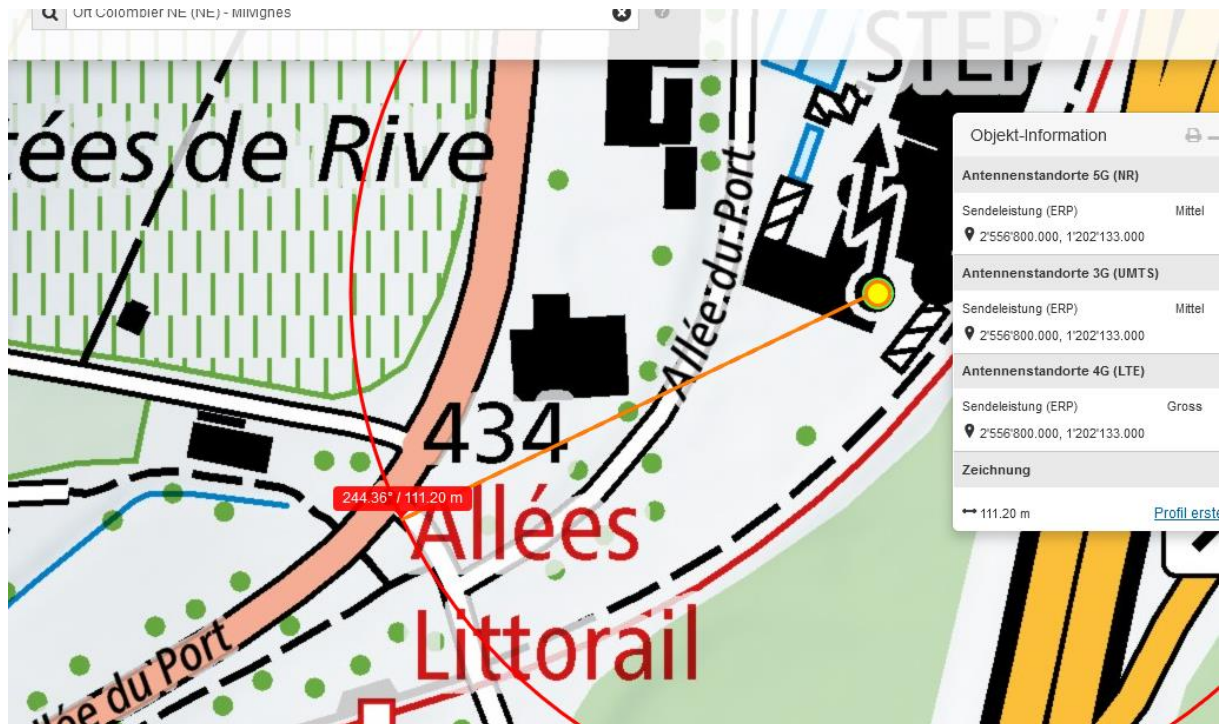 Ort Colombier NE (NE) - Milvignes
STEP
ées de Rive
Allée du Port
434
244.36° / 111.20 m
Allées
Littorail
lée du Port
Objekt-Information
Antennenstandorte 5G (NR)
Sendeleistung (ERP) Mittel
2'556'800.000, 1'202'133.000
Antennenstandorte 3G (UMTS)
Sendeleistung (ERP) Mittel
2'556'800.000, 1'202'133.000
Antennenstandorte 4G (LTE)
Sendeleistung (ERP) Gross
2'556'800.000, 1'202'133.000
Zeichnung
111.20 m Profil erste